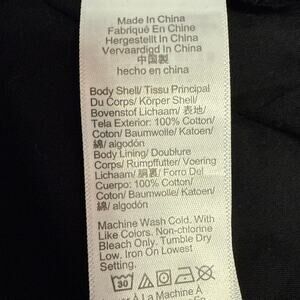 Made In China
Fabriqué En Chine
Hergestellt In China
Vervaardigd In China
中国製
hecho en china
Body Shell/ Tissu Principal
Du Corps/ Körper Shell/
Bovenstof Lichaam/ 表地/
Tela Exterior: 100% Cotton/
Coton/ Baumwolle/ Katoen/
綿/ algodón
Body Lining/ Doublure
Corps/ Rumpffutter/ Voering
Lichaam/ 胴裏/ Forro Del
Cuerpo: 100% Cotton/
Coton/ Baumwolle/ Katoen/
綿/ algodón
Machine Wash Cold. With
Like Colors. Non-chlorine
Bleach Only. Tumble Dry
Low. Iron On Lowest
Setting.
30
À La Machine À